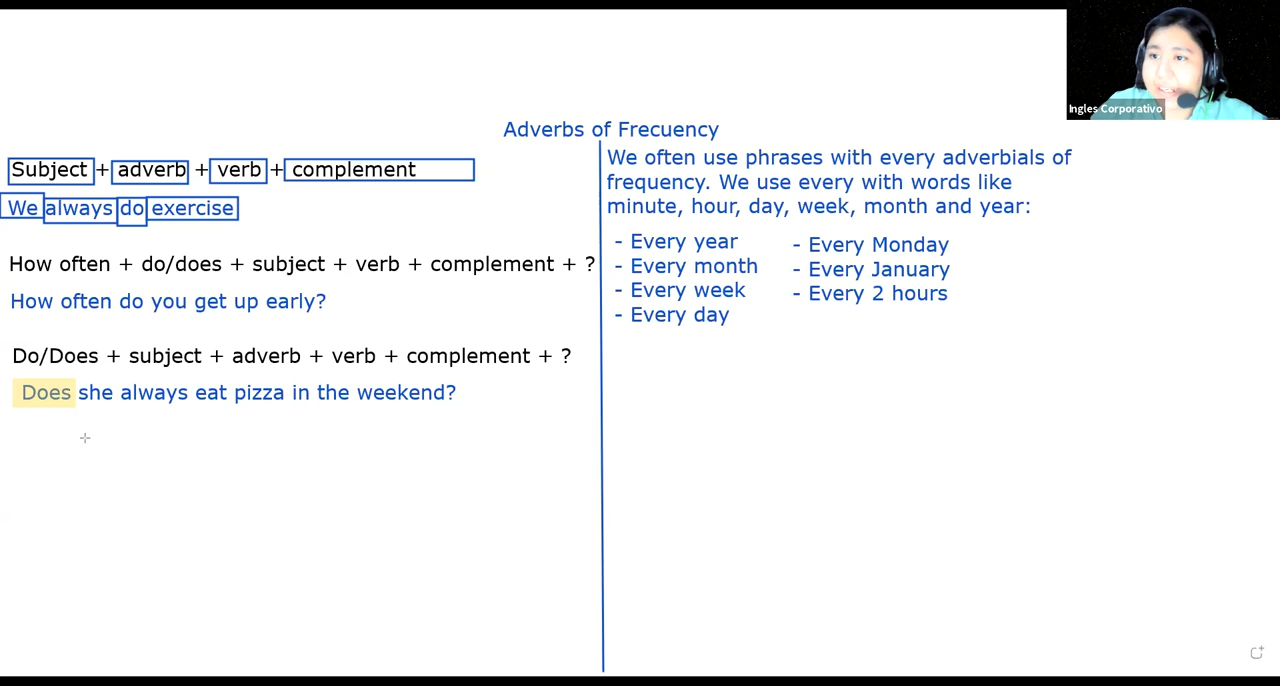 Ingles Corporativo
Adverbs of Frecuency
Subject + adverb + verb + complement
We always do exercise
How often + do/does + subject + verb + complement + ?
How often do you get up early?
Do/Does + subject + adverb + verb + complement + ?
Does she always eat pizza in the weekend?
We often use phrases with every adverbials of
frequency. We use every with words like
minute, hour, day, week, month and year:
- Every year
- Every month
- Every week
- Every day
- Every Monday
- Every January
- Every 2 hours